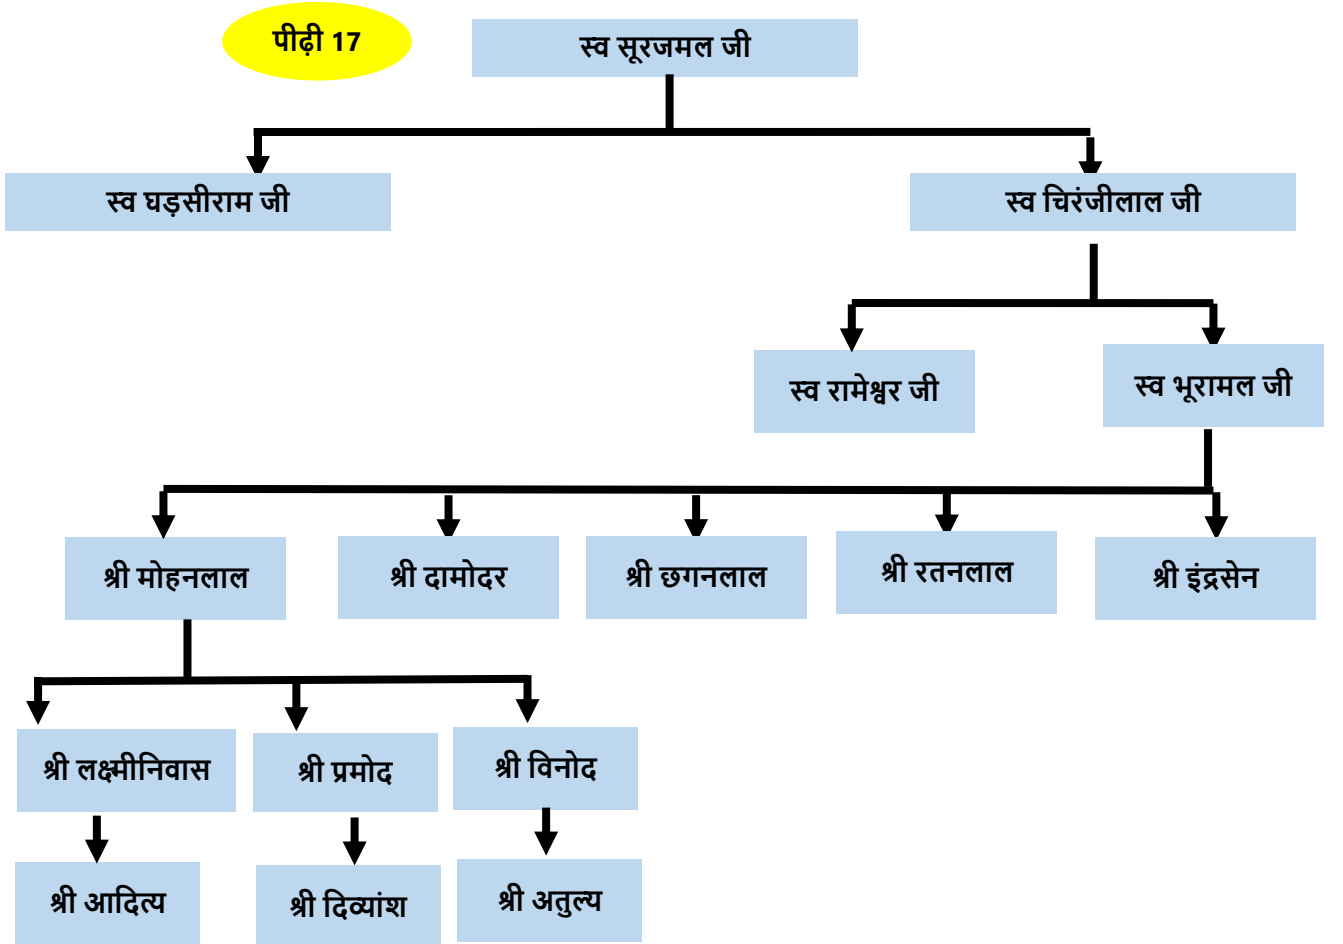 पीढ़ी 17
स्व सूरजमल जी
स्व घड़सीराम जी
स्व चिरंजीलाल जी
स्व रामेश्वर जी
स्व भूरामल जी
श्री मोहनलाल
श्री दामोदर
श्री छगनलाल
श्री रतनलाल
श्री इंद्रसेन
श्री लक्ष्मीनिवास
श्री प्रमोद
श्री विनोद
श्री आदित्य
श्री दिव्यांश
श्री अतुल्य